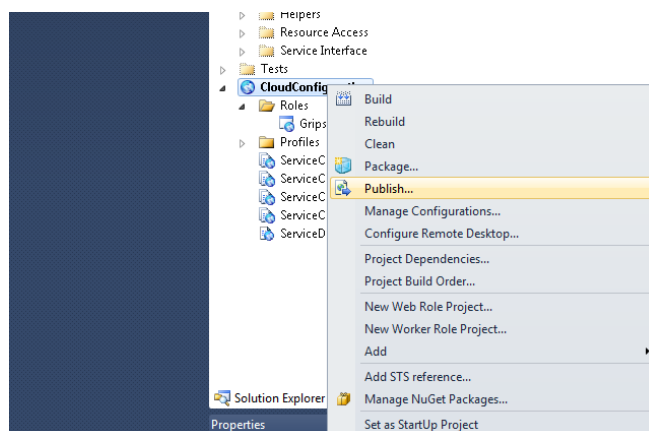 Helpers
Resource Access
Service Interface
Tests
CloudConfig
Roles
Grips
Profiles
ServiceC
ServiceC
ServiceC
ServiceC
ServiceD
Build
Rebuild
Clean
Package...
Publish...
Manage Configurations...
Configure Remote Desktop...
Project Dependencies...
Project Build Order...
New Web Role Project...
New Worker Role Project...
Add
Add STS reference...
Manage NuGet Packages...
Set as StartUp Project
Solution Explorer
Properties